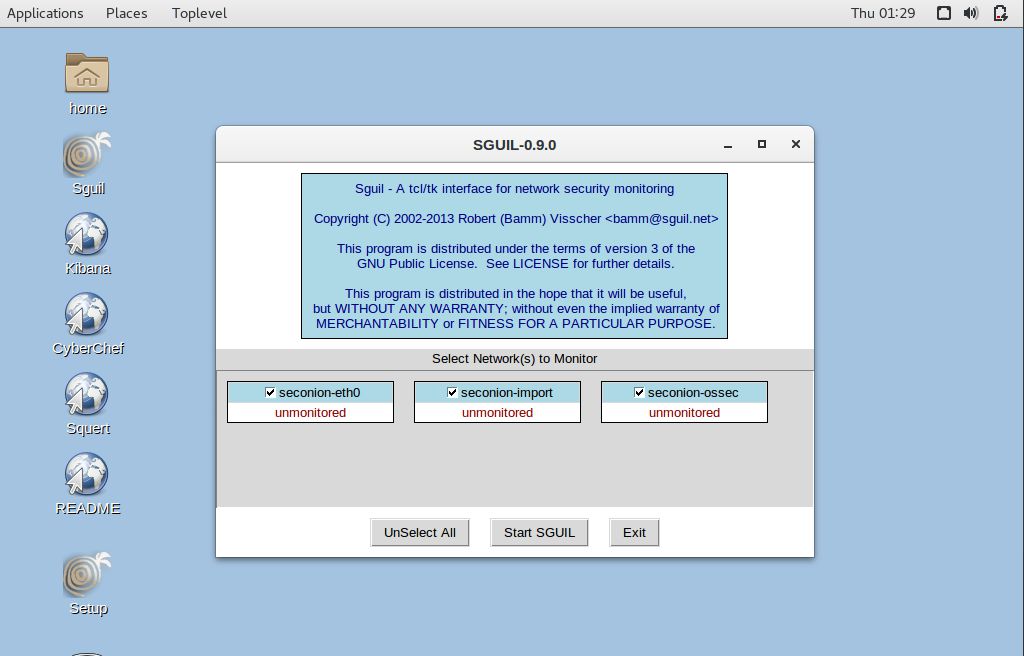 Applications Places Toplevel Thu 01:29
home
Sguil
Kibana
CyberChef
Squert
README
Setup
SGUIL-0.9.0
Sguil - A tcl/tk interface for network security monitoring
Copyright (C) 2002-2013 Robert (Bamm) Visscher <bamm@sguil.net>
This program is distributed under the terms of version 3 of the
GNU Public License.  See LICENSE for further details.
This program is distributed in the hope that it will be useful,
but WITHOUT ANY WARRANTY; without even the implied warranty of
MERCHANTABILITY or FITNESS FOR A PARTICULAR PURPOSE.
Select Network(s) to Monitor
seconion-eth0 seconion-import seconion-ossec
unmonitored unmonitored unmonitored
UnSelect All Start SGUIL Exit